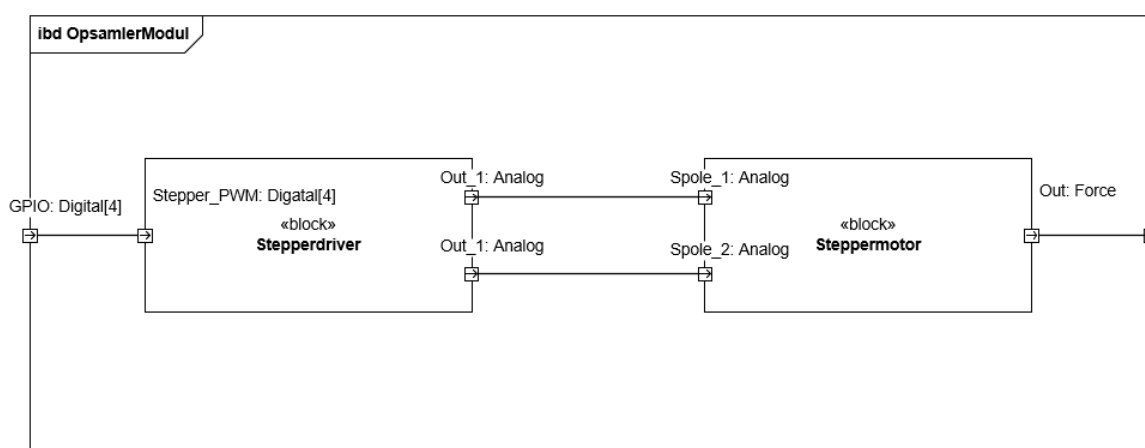 ibd OpsamlerModul
GPIO: Digital[4]
Stepper_PWM: Digatal[4]
«block»
Stepperdriver
Out_1: Analog
Out_1: Analog
Spole_1: Analog
Spole_2: Analog
«block»
Steppermotor
Out: Force